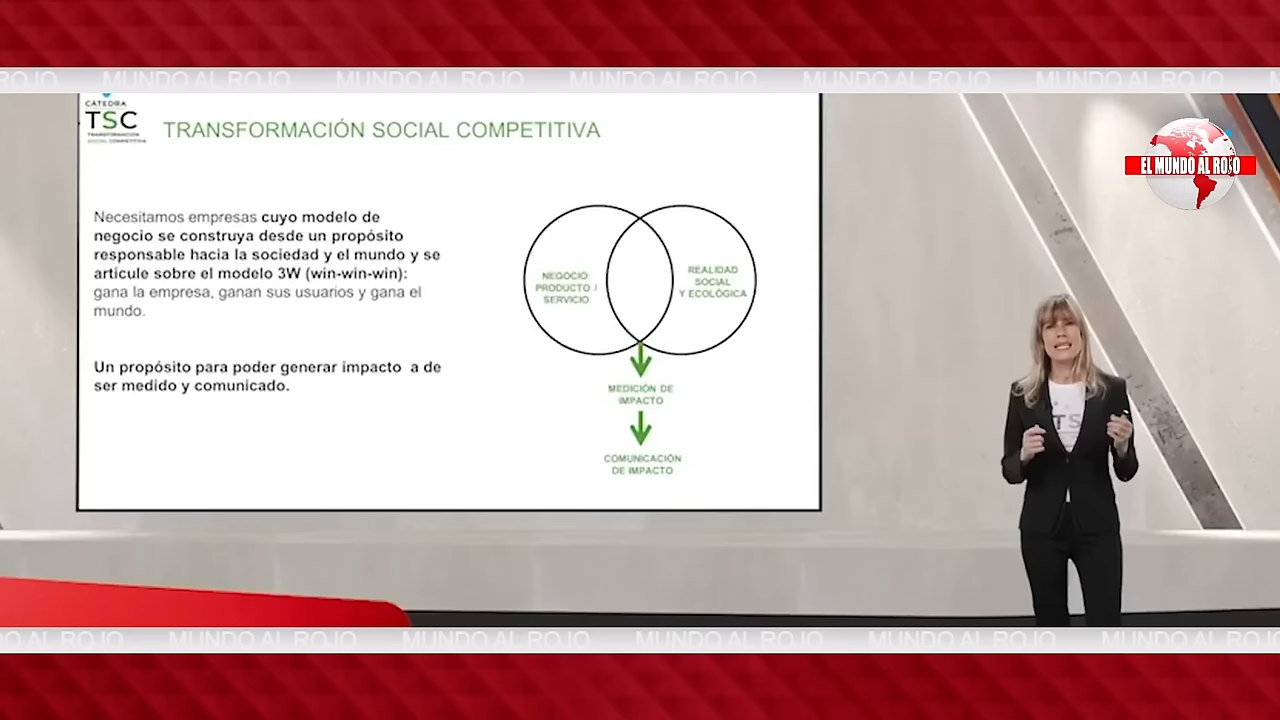 MUNDO AL ROJO MUNDO AL ROJO MUNDO AL ROJO MUNDO AL ROJO MUNDO AL ROJO
CÁTEDRA
TSC
TRANSFORMACIÓN
SOCIAL COMPETITIVA
TRANSFORMACIÓN SOCIAL COMPETITIVA
EL MUNDO AL ROJO
Necesitamos empresas cuyo modelo de
negocio se construya desde un propósito
responsable hacia la sociedad y el mundo y se
articule sobre el modelo 3W (win-win-win):
gana la empresa, ganan sus usuarios y gana el
mundo.
Un propósito para poder generar impacto a de
ser medido y comunicado.
NEGOCIO:
PRODUCTO /
SERVICIO
REALIDAD
SOCIAL
Y ECOLÓGICA
MEDICIÓN DE
IMPACTO
COMUNICACIÓN
DE IMPACTO
TS
MUNDO AL ROJO MUNDO AL ROJO MUNDO AL ROJO MUNDO AL ROJO MUNDO AL ROJO